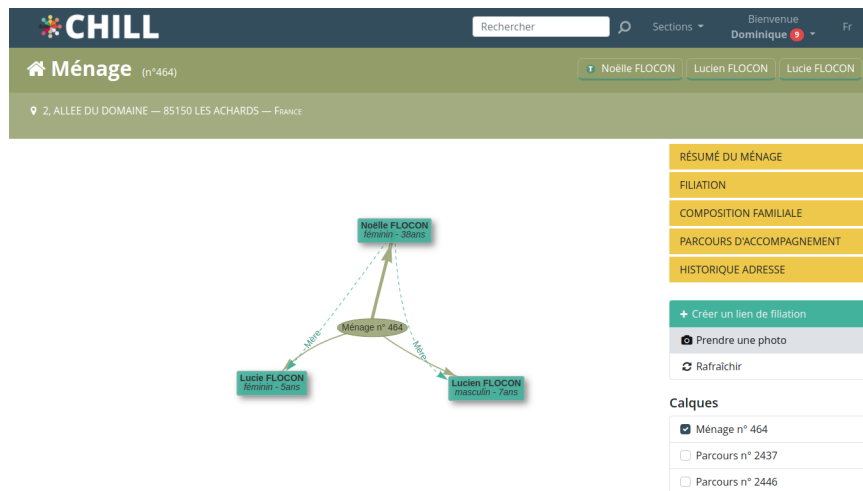 CHILL
Rechercher
Sections
Bienvenue
Dominique 9
Fr
Ménage (n°464)
T Noëlle FLOCON
Lucien FLOCON
Lucie FLOCON
2, ALLEE DU DOMAINE — 85150 LES ACHARDS — FRANCE
RÉSUMÉ DU MÉNAGE
FILIATION
COMPOSITION FAMILIALE
PARCOURS D'ACCOMPAGNEMENT
HISTORIQUE ADRESSE
Noëlle FLOCON
féminin - 38ans
Ménage n° 464
-Mère-
-Mère-
Lucie FLOCON
féminin - 5ans
Lucien FLOCON
masculin - 7ans
+ Créer un lien de filiation
Prendre une photo
Rafraîchir
Calques
Ménage n° 464
Parcours n° 2437
Parcours n° 2446